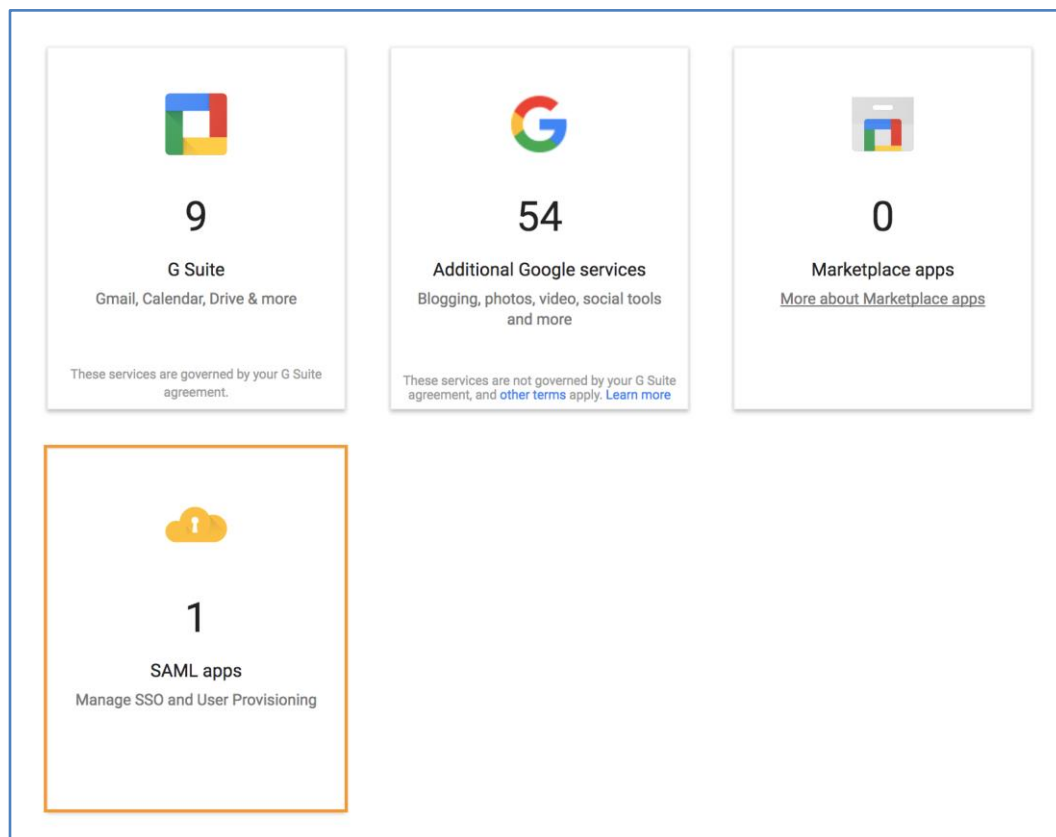 9
G Suite
Gmail, Calendar, Drive & more
These services are governed by your G Suite
agreement.
54
Additional Google services
Blogging, photos, video, social tools
and more
These services are not governed by your G Suite
agreement, and other terms apply. Learn more
0
Marketplace apps
More about Marketplace apps
1
SAML apps
Manage SSO and User Provisioning